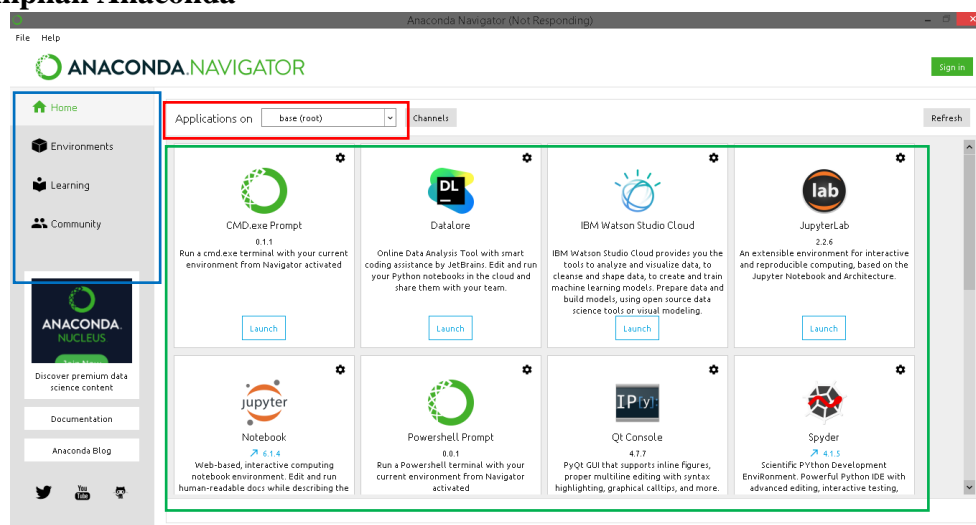 Anaconda
Anaconda Navigator (Not Responding)
File Help
ANACONDA.NAVIGATOR
Sign in
Home
Applications on base (root) Channels Refresh
Environments
Learning
Community
CMD.exe Prompt
0.1.1
Run a cmd.exe terminal with your current
environment from Navigator activated
Launch
DL
Datalore
Online Data Analysis Tool with smart
coding assistance by JetBrains. Edit and run
your Python notebooks in the cloud and
share them with your team.
Launch
IBM Watson Studio Cloud
IBM Watson Studio Cloud provides you the
tools to analyze and visualize data, to
cleanse and shape data, to create and train
machine learning models. Prepare data and
build models, using open source data
science tools or visual modeling.
Launch
lab
JupyterLab
2.2.6
An extensible environment for interactive
and reproducible computing, based on the
Jupyter Notebook and Architecture.
Launch
ANACONDA.
NUCLEUS
Discover premium data
science content
Documentation
Anaconda Blog
You
Tube
jupyter
Notebook
6.1.4
Web-based, interactive computing
notebook environment. Edit and run
human-readable docs while describing the
Powershell Prompt
0.0.1
Run a Powershell terminal with your
current environment from Navigator
activated
IP[y]:
Qt Console
4.7.7
PyQt GUI that supports inline figures,
proper multiline editing with syntax
highlighting, graphical calltips, and more.
Spyder
4.1.5
Scientific PYthon Development
EnviRonment. Powerful Python IDE with
advanced editing, interactive testing,